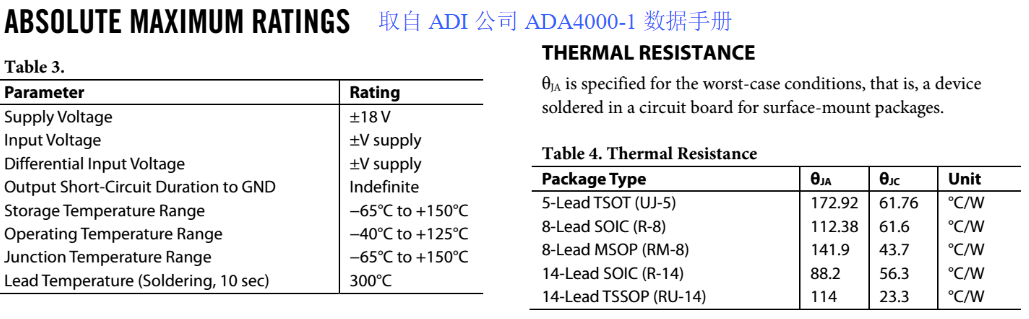 ABSOLUTE MAXIMUM RATINGS
取自 ADI 公司 ADA4000-1 数据手册
Table 3.
Parameter Rating
Supply Voltage ±18 V
Input Voltage ±V supply
Differential Input Voltage ±V supply
Output Short-Circuit Duration to GND Indefinite
Storage Temperature Range −65°C to +150°C
Operating Temperature Range −40°C to +125°C
Junction Temperature Range −65°C to +150°C
Lead Temperature (Soldering, 10 sec) 300°C
THERMAL RESISTANCE
θJA is specified for the worst-case conditions, that is, a device
soldered in a circuit board for surface-mount packages.
Table 4. Thermal Resistance
Package Type θJA θJC Unit
5-Lead TSOT (UJ-5) 172.92 61.76 °C/W
8-Lead SOIC (R-8) 112.38 61.6 °C/W
8-Lead MSOP (RM-8) 141.9 43.7 °C/W
14-Lead SOIC (R-14) 88.2 56.3 °C/W
14-Lead TSSOP (RU-14) 114 23.3 °C/W